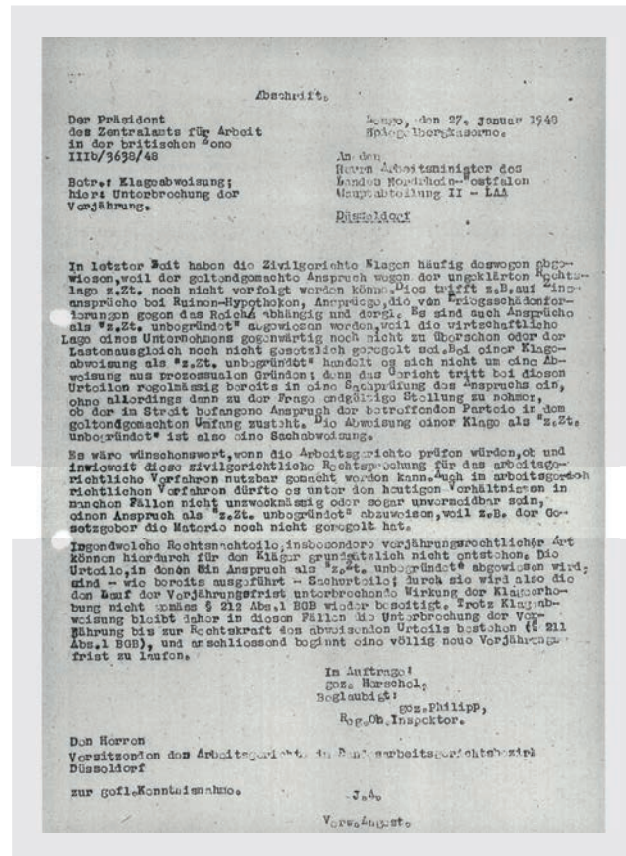 Abschrift.
Der Präsident
des Zentralamts für Arbeit
in der britischen Zone
IIIb/3638/48
Lemgo, den 27. Januar 1948
Spiegelbergkaserne.
An den
Herrn Arbeitsminister des
Landes Nordrhein-Westfalen
Hauptabteilung II - LAA
Düsseldorf
Betr.: Klageabweisung;
hier: Unterbrechung der
Verjährung.
In letzter Zeit haben die Zivilgerichte Klagen häufig deswegen abge-
wiesen, weil der geltendgemachte Anspruch wegen der ungeklärten Rechts-
lage z.Zt. noch nicht verfolgt werden könne. Dies trifft z.B. auf Zins-
ansprüche bei Ruinen-Hypotheken, Ansprüche, die von Kriegsschädenfor-
derungen gegen das Reich abhängig und dergl. Es sind auch Ansprüche
als "z.Zt. unbegründet" abgewiesen worden, weil die wirtschaftliche
Lage eines Unternehmens gegenwärtig noch nicht zu übersehen oder der
Lastenausgleich noch nicht gesetzlich geregelt sei. Bei einer Klage-
abweisung als "z.Zt. unbegründet" handelt es sich nicht um eine Ab-
weisung aus prozessualen Gründen; denn das Gericht tritt bei diesen
Urteilen regelmässig bereits in eine Sachprüfung des Anspruchs ein,
ohne allerdings dann zu der Frage endgültige Stellung zu nehmen,
ob der im Streit befangene Anspruch der betreffenden Partei in dem
geltendgemachten Umfang zusteht. Die Abweisung einer Klage als "z.Zt.
unbegründet" ist also eine Sachabweisung.
Es wäre wünschenswert, wenn die Arbeitsgerichte prüfen würden, ob und
inwieweit diese zivilgerichtliche Rechtsprechung für das arbeitsge-
richtliche Verfahren nutzbar gemacht werden kann. Auch im arbeitsgerich
richtlichen Verfahren dürfte es unter den heutigen Verhältnissen in
manchen Fällen nicht unzweckmässig oder sogar unvermeidbar sein,
einen Anspruch als "z.Zt. unbegründet" abzuweisen, weil z.B. der Ge-
setzgeber die Materie noch nicht geregelt hat.
Irgendwelche Rechtsnachteile, insbesondere verjährungsrechtlicher Art
können hierdurch für den Kläger grundsätzlich nicht entstehen. Die
Urteile, in denen ein Anspruch als "z.Zt. unbegründet" abgewiesen wird,
sind - wie bereits ausgeführt - Sachurteile; durch sie wird also die
den Lauf der Verjährungsfrist unterbrechende Wirkung der Klageerhe-
bung nicht gemäss § 212 Abs.1 BGB wieder beseitigt. Trotz Klageab-
weisung bleibt daher in diesen Fällen die Unterbrechung der Ver-
jährung bis zur Rechtskraft des abweisenden Urteils bestehen (§ 211
Abs.1 BGB), und anschliessend beginnt eine völlig neue Verjährungs-
frist zu laufen.
Im Auftrage:
gez. Herschel,
Beglaubigt:
gez. Philipp,
Reg.Ob.Inspektor.
Den Herren
Vorsitzenden der Arbeitsgerichte im Landesarbeitsgerichtsbezirk
Düsseldorf
zur gefl. Kenntnisnahme.
J.A.
Verw.Angest.